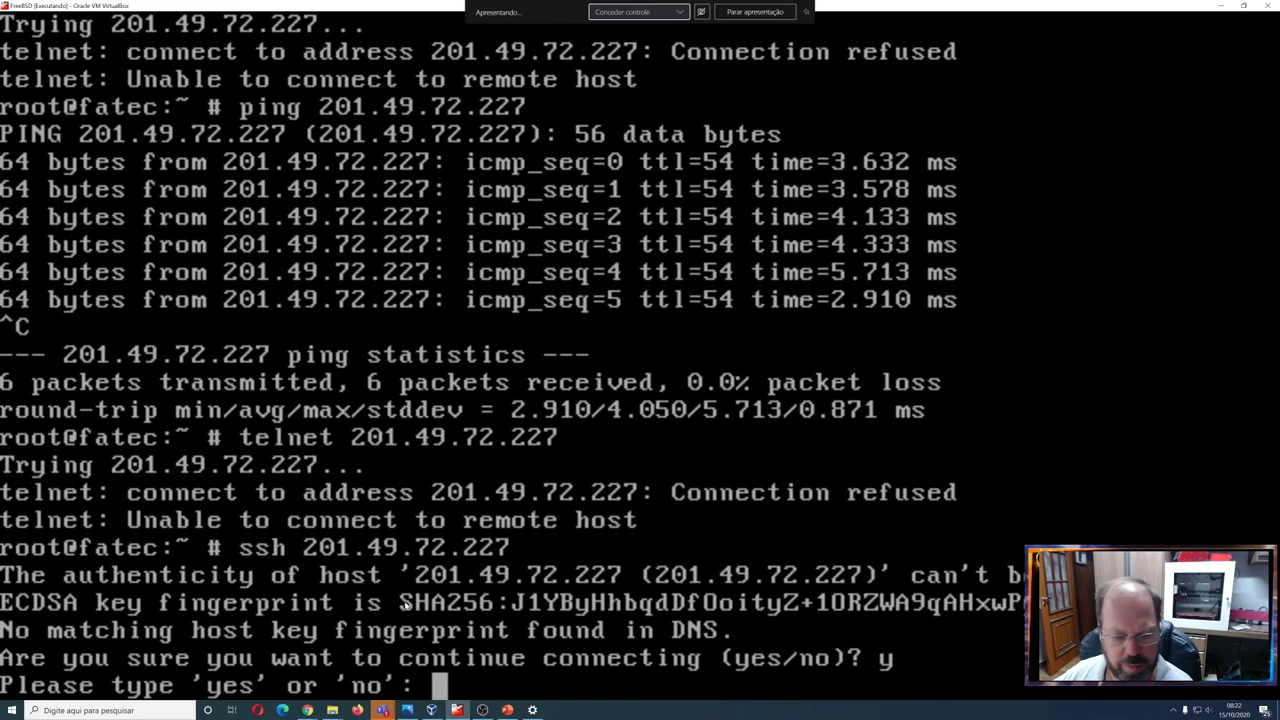 FreeBSD [Executando] - Oracle VM VirtualBox
Apresentando...
Conceder controle
Parar apresentação
Trying 201.49.72.227...
telnet: connect to address 201.49.72.227: Connection refused
telnet: Unable to connect to remote host
root@fatec:~ # ping 201.49.72.227
PING 201.49.72.227 (201.49.72.227): 56 data bytes
64 bytes from 201.49.72.227: icmp_seq=0 ttl=54 time=3.632 ms
64 bytes from 201.49.72.227: icmp_seq=1 ttl=54 time=3.578 ms
64 bytes from 201.49.72.227: icmp_seq=2 ttl=54 time=4.133 ms
64 bytes from 201.49.72.227: icmp_seq=3 ttl=54 time=4.333 ms
64 bytes from 201.49.72.227: icmp_seq=4 ttl=54 time=5.713 ms
64 bytes from 201.49.72.227: icmp_seq=5 ttl=54 time=2.910 ms
^C
--- 201.49.72.227 ping statistics ---
6 packets transmitted, 6 packets received, 0.0% packet loss
round-trip min/avg/max/stddev = 2.910/4.050/5.713/0.871 ms
root@fatec:~ # telnet 201.49.72.227
Trying 201.49.72.227...
telnet: connect to address 201.49.72.227: Connection refused
telnet: Unable to connect to remote host
root@fatec:~ # ssh 201.49.72.227
The authenticity of host '201.49.72.227 (201.49.72.227)' can't b
ECDSA key fingerprint is SHA256:J1YByHhbqdDfOoityZ+1ORZWA9qAHxwP
No matching host key fingerprint found in DNS.
Are you sure you want to continue connecting (yes/no)? y
Please type 'yes' or 'no':
Digite aqui para pesquisar
08:22
15/10/2020